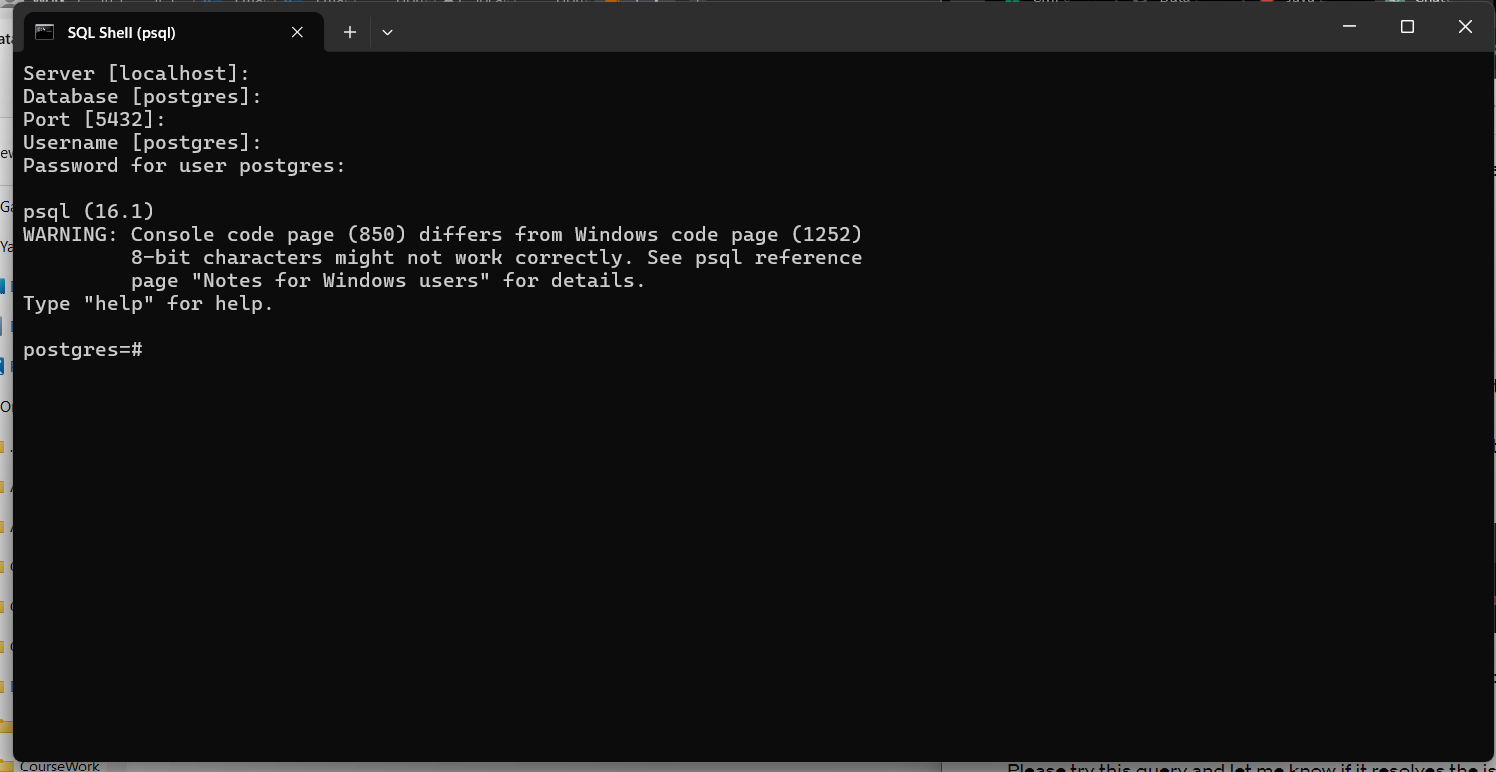 SQL Shell (psql)
Server [localhost]:
Database [postgres]:
Port [5432]:
Username [postgres]:
Password for user postgres:
psql (16.1)
WARNING: Console code page (850) differs from Windows code page (1252)
8-bit characters might not work correctly. See psql reference
page "Notes for Windows users" for details.
Type "help" for help.
postgres=#
CourseWork
Please try this query and let me know if it resolves the is